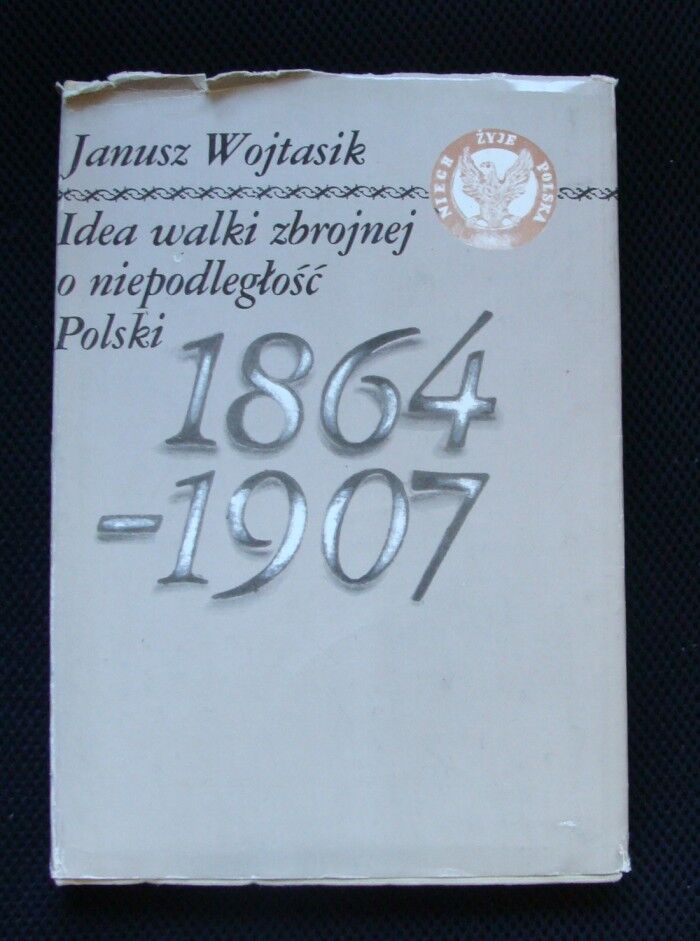 Janusz Wojtasik
NIECH ŻYJE POLSKA
Idea walki zbrojnej
o niepodległość
Polski
1864
-1907